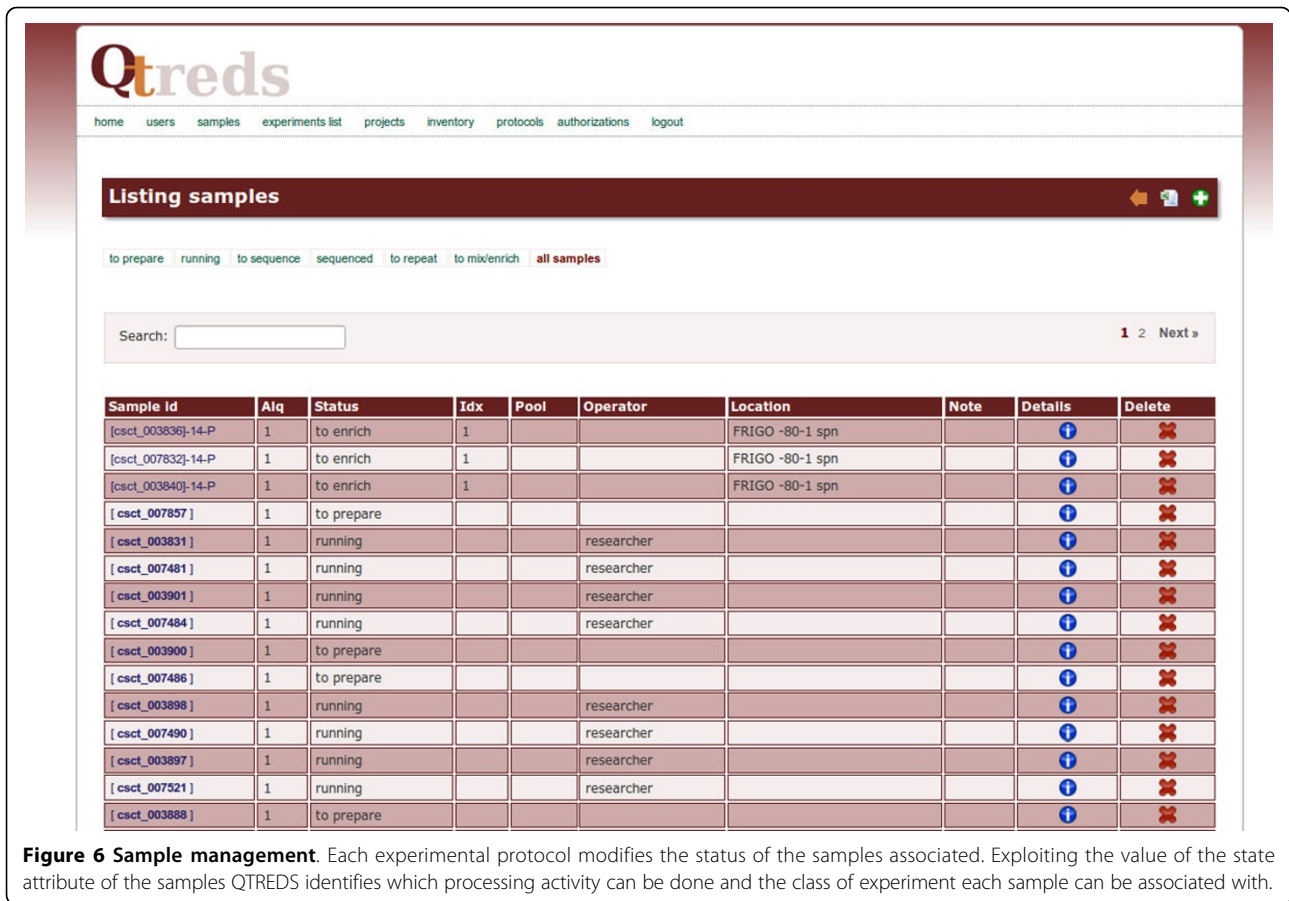 Qtreds
home users samples experiments list projects inventory protocols authorizations logout
Listing samples
to prepare running to sequence sequenced to repeat to mix/enrich all samples
Search: 1 2 Next »
Sample Id Alq Status Idx Pool Operator Location Note Details Delete
[csct_003836]-14-P 1 to enrich 1 FRIGO -80-1 spn
[csct_007832]-14-P 1 to enrich 1 FRIGO -80-1 spn
[csct_003840]-14-P 1 to enrich 1 FRIGO -80-1 spn
[ csct_007857 ] 1 to prepare
[ csct_003831 ] 1 running researcher
[ csct_007481 ] 1 running researcher
[ csct_003901 ] 1 running researcher
[ csct_007484 ] 1 running researcher
[ csct_003900 ] 1 to prepare
[ csct_007486 ] 1 to prepare
[ csct_003898 ] 1 running researcher
[ csct_007490 ] 1 running researcher
[ csct_003897 ] 1 running researcher
[ csct_007521 ] 1 running researcher
[ csct_003888 ] 1 to prepare
Figure 6 Sample management. Each experimental protocol modifies the status of the samples associated. Exploiting the value of the state
attribute of the samples QTREDS identifies which processing activity can be done and the class of experiment each sample can be associated with.